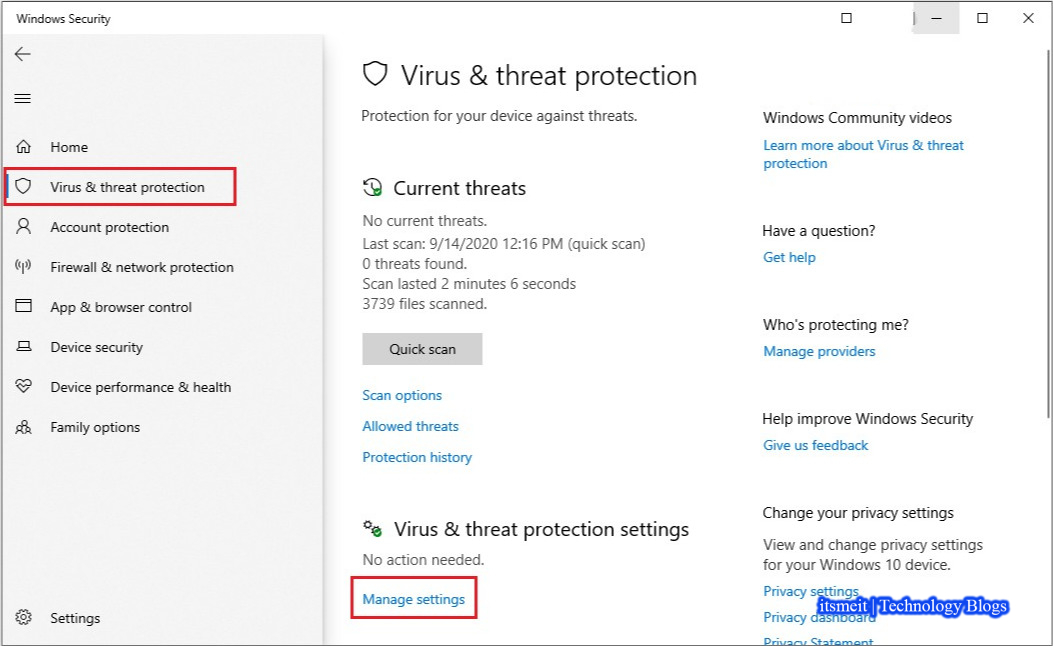 Windows Security
Home
Virus & threat protection
Account protection
Firewall & network protection
App & browser control
Device security
Device performance & health
Family options
Settings
Virus & threat protection
Protection for your device against threats.
Current threats
No current threats.
Last scan: 9/14/2020 12:16 PM (quick scan)
0 threats found.
Scan lasted 2 minutes 6 seconds
3739 files scanned.
Quick scan
Scan options
Allowed threats
Protection history
Virus & threat protection settings
No action needed.
Manage settings
Windows Community videos
Learn more about Virus & threat
protection
Have a question?
Get help
Who's protecting me?
Manage providers
Help improve Windows Security
Give us feedback
Change your privacy settings
View and change privacy settings
for your Windows 10 device.
Privacy settings
itsmeit | Technology Blogs
Privacy dashboard
Privacy Statement